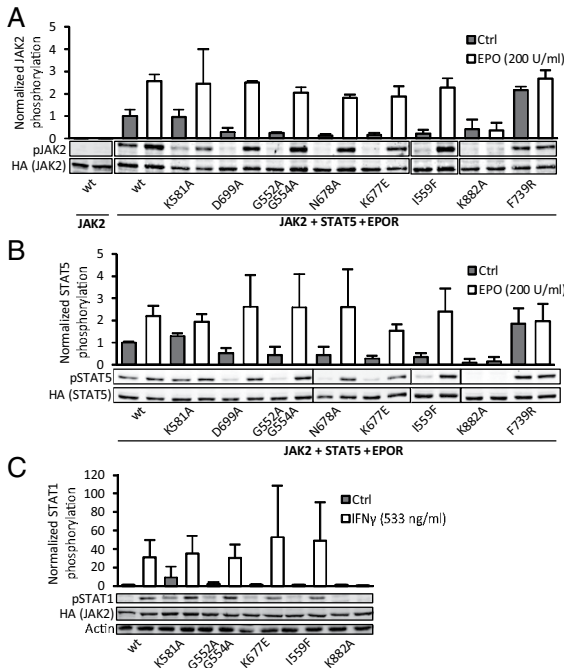 A
Normalized JAK2
phosphorylation
5
4
3
2
1
0
Ctrl
EPO (200 U/ml)
pJAK2
HA (JAK2)
wt
wt
K581A
D699A
G552A
G554A
N678A
K677E
I559F
K882A
F739R
JAK2
JAK2 + STAT5 +EPOR
B
Normalized STAT5
phosphorylation
5
4
3
2
1
0
Ctrl
EPO (200 U/ml)
pSTAT5
HA (STAT5)
wt
K581A
D699A
G552A
G554A
N678A
K677E
I559F
K882A
F739R
JAK2 + STAT5 +EPOR
C
Normalized STAT1
phosphorylation
120
100
80
60
40
20
0
Ctrl
IFNγ (533 ng/ml)
pSTAT1
HA (JAK2)
Actin
wt
K581A
G552A
G554A
K677E
I559F
K882A